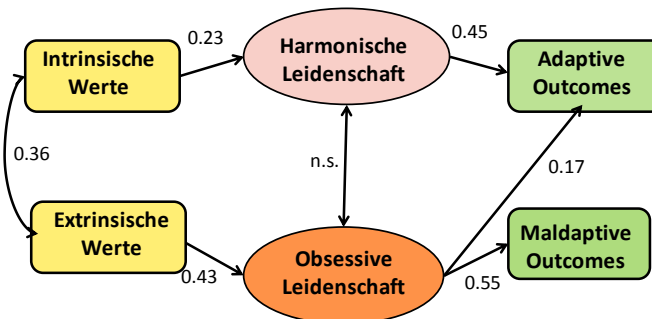 0.23
Harmonische
Leidenschaft
0.45
Intrinsische
Werte
Adaptive
Outcomes
0.36
n.s.
0.17
Extrinsische
Werte
0.43
Obsessive
Leidenschaft
0.55
Maldaptive
Outcomes